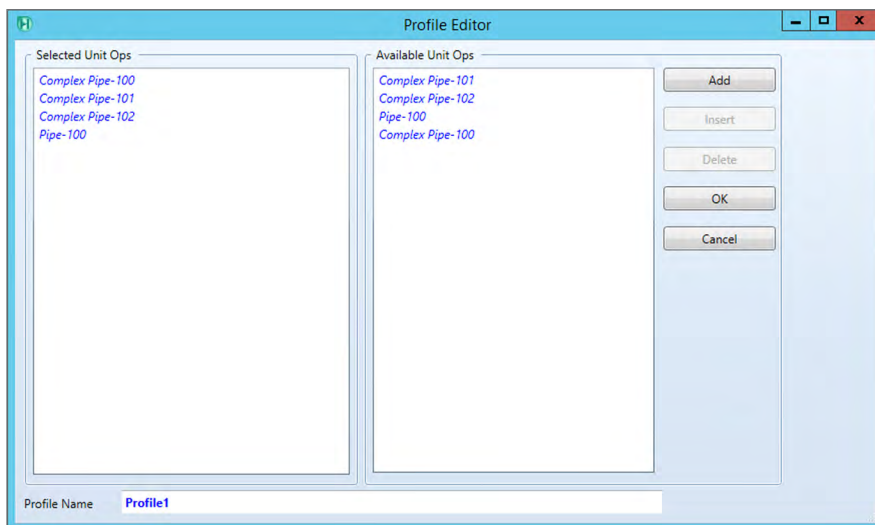 Profile Editor
Selected Unit Ops
Complex Pipe-100
Complex Pipe-101
Complex Pipe-102
Pipe-100
Available Unit Ops
Complex Pipe-101
Complex Pipe-102
Pipe-100
Complex Pipe-100
Add
Insert
Delete
OK
Cancel
Profile Name Profile1